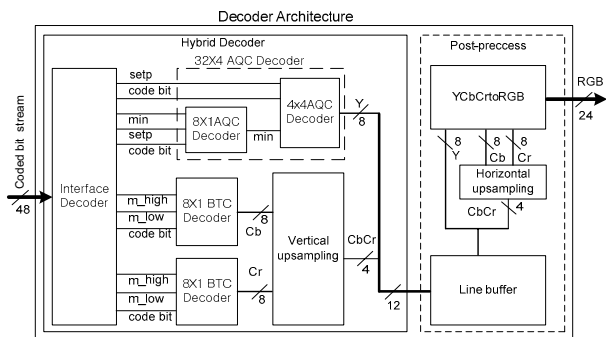 Decoder Architecture
Hybrid Decoder
32X4 AQC Decoder
setp
code bit
min
setp
code bit
8X1AQC
Decoder
min
4x4AQC
Decoder
Y
8
Coded bit stream
48
Interface
Decoder
m_high
m_low
code bit
8X1 BTC
Decoder
8
Cb
m_high
m_low
code bit
8X1 BTC
Decoder
Cr
8
Vertical
upsampling
CbCr
4
12
Post-preccess
YCbCrtoRGB
RGB
24
8
Y
8
Cb
8
Cr
Horizontal
upsampling
4
CbCr
Line buffer